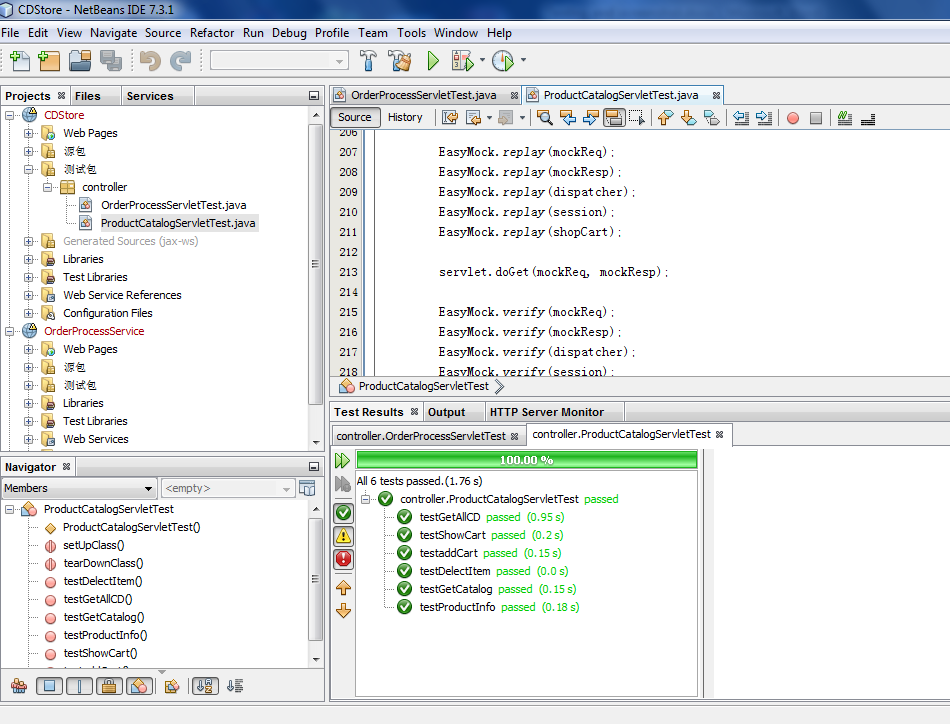 CDStore - NetBeans IDE 7.3.1
File Edit View Navigate Source Refactor Run Debug Profile Team Tools Window Help
Projects Files Services
CDStore
Web Pages
源包
测试包
controller
OrderProcessServletTest.java
ProductCatalogServletTest.java
Generated Sources (jax-ws)
Libraries
Test Libraries
Web Service References
Configuration Files
OrderProcessService
Web Pages
源包
测试包
Libraries
Test Libraries
Web Services
Navigator
Members <empty>
ProductCatalogServletTest
ProductCatalogServletTest()
setUpClass()
tearDownClass()
testDelectItem()
testGetAllCD()
testGetCatalog()
testProductInfo()
testShowCart()
OrderProcessServletTest.java ProductCatalogServletTest.java
Source History
206
207 EasyMock.replay(mockReq);
208 EasyMock.replay(mockResp);
209 EasyMock.replay(dispatcher);
210 EasyMock.replay(session);
211 EasyMock.replay(shopCart);
212
213 servlet.doGet(mockReq, mockResp);
214
215 EasyMock.verify(mockReq);
216 EasyMock.verify(mockResp);
217 EasyMock.verify(dispatcher);
218 EasyMock.verify(session);
ProductCatalogServletTest
Test Results Output HTTP Server Monitor
controller.OrderProcessServletTest controller.ProductCatalogServletTest
100.00 %
All 6 tests passed.(1.76 s)
controller.ProductCatalogServletTest passed
testGetAllCD passed (0.95 s)
testShowCart passed (0.2 s)
testaddCart passed (0.15 s)
testDelectItem passed (0.0 s)
testGetCatalog passed (0.15 s)
testProductInfo passed (0.18 s)